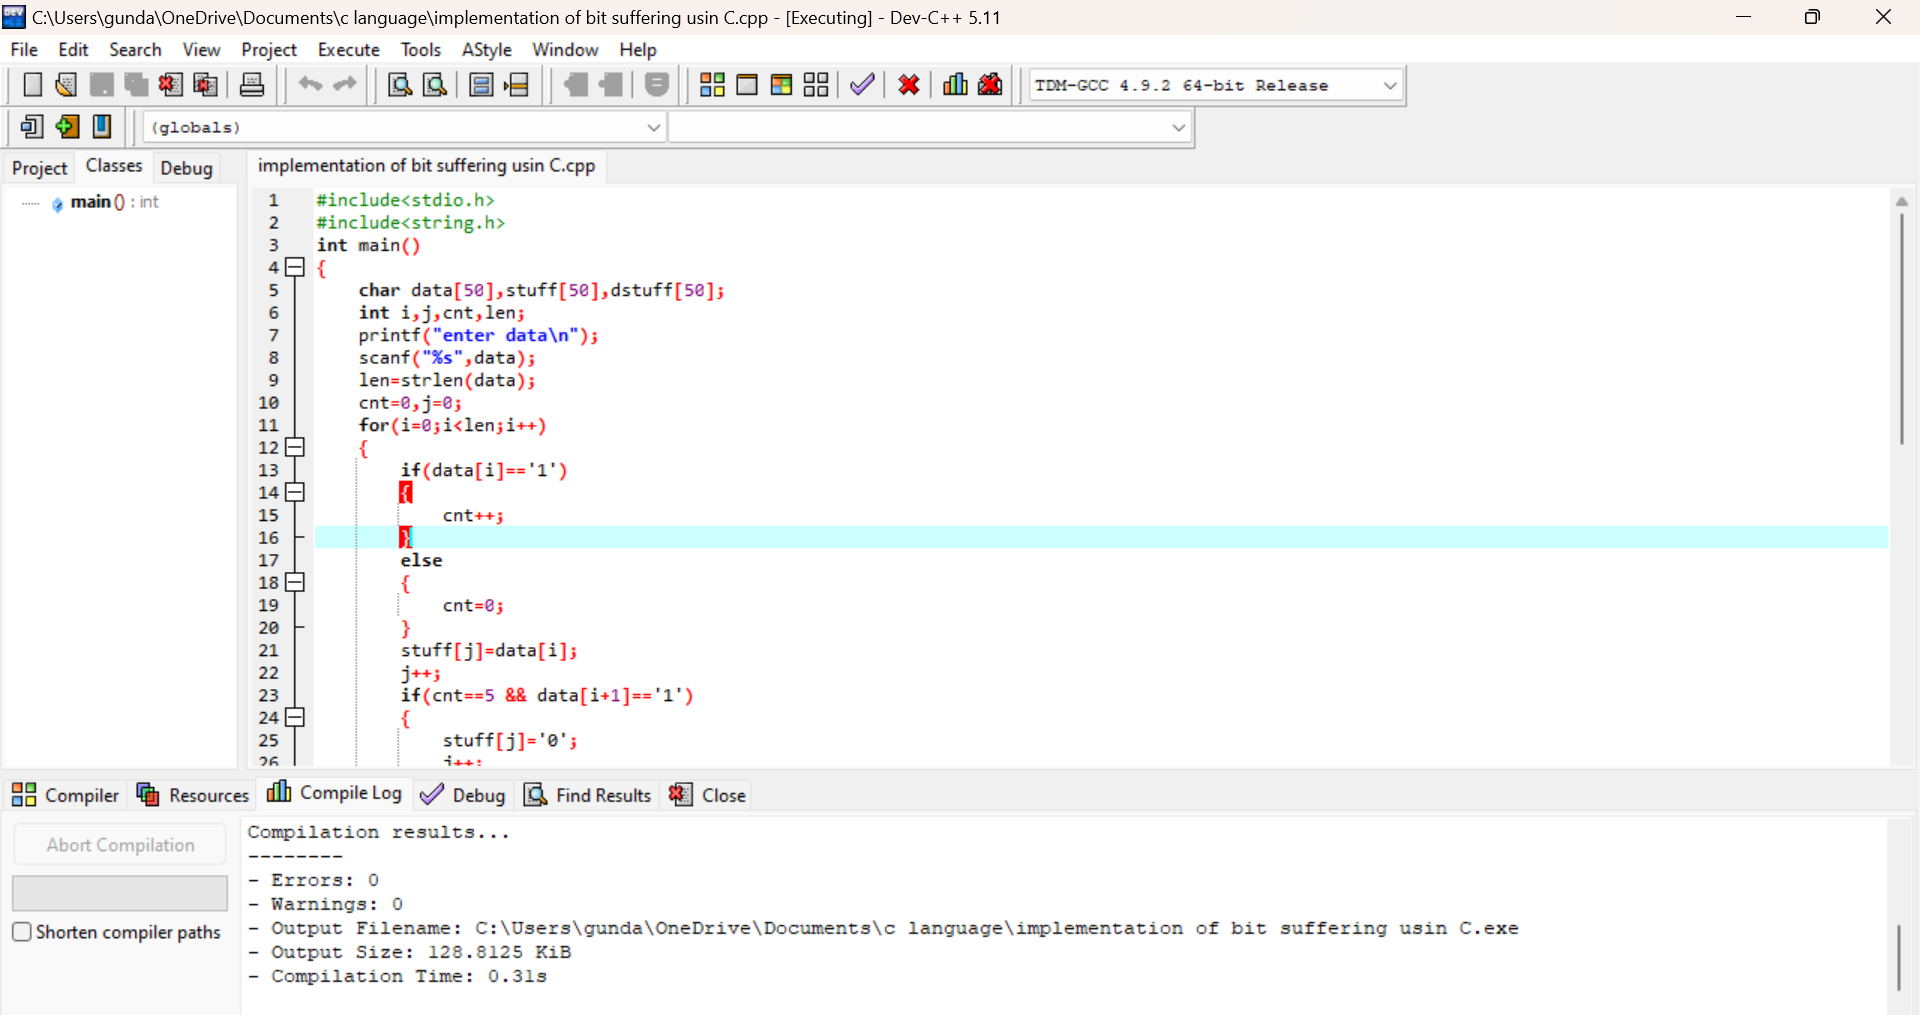 C:\Users\gunda\OneDrive\Documents\c language\implementation of bit suffering usin C.cpp - [Executing] - Dev-C++ 5.11
File Edit Search View Project Execute Tools AStyle Window Help
TDM-GCC 4.9.2 64-bit Release
(globals)
Project Classes Debug
implementation of bit suffering usin C.cpp
main () : int
1 #include<stdio.h>
2 #include<string.h>
3 int main()
4 {
5 char data[50],stuff[50],dstuff[50];
6 int i,j,cnt,len;
7 printf("enter data\n");
8 scanf("%s",data);
9 len=strlen(data);
10 cnt=0,j=0;
11 for(i=0;i<len;i++)
12 {
13 if(data[i]=='1')
14 {
15 cnt++;
16 }
17 else
18 {
19 cnt=0;
20 }
21 stuff[j]=data[i];
22 j++;
23 if(cnt==5 && data[i+1]=='1')
24 {
25 stuff[j]='0';
26 j++;
Compiler Resources Compile Log Debug Find Results Close
Abort Compilation
Shorten compiler paths
Compilation results...
--------
- Errors: 0
- Warnings: 0
- Output Filename: C:\Users\gunda\OneDrive\Documents\c language\implementation of bit suffering usin C.exe
- Output Size: 128.8125 KiB
- Compilation Time: 0.31s